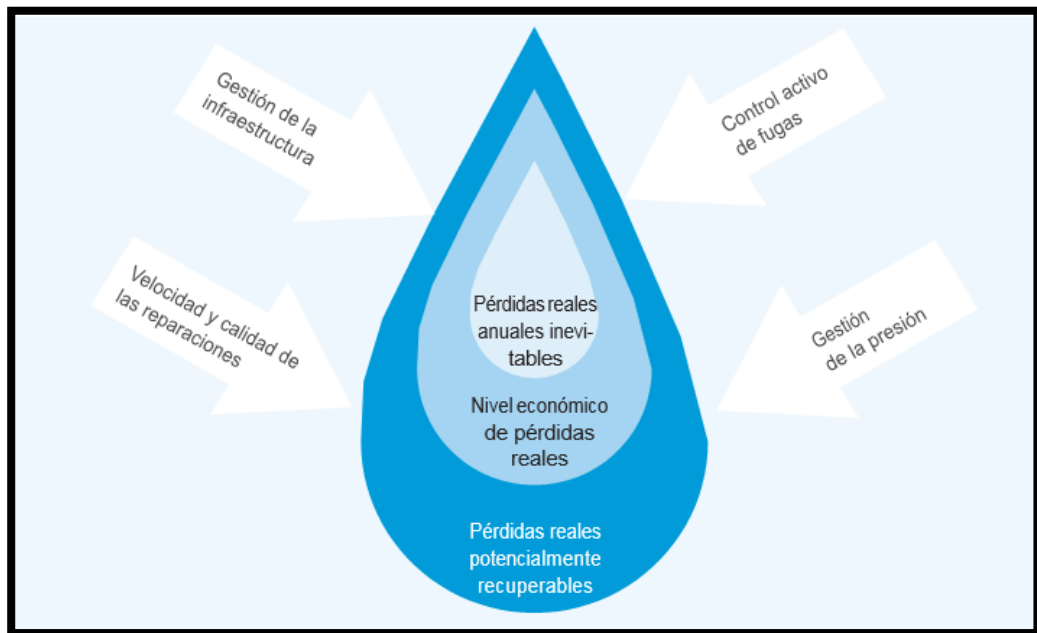 Gestión de la
infraestructura
Control activo
de fugas
Velocidad y calidad de
las reparaciones
Gestión
de la presión
Pérdidas reales
anuales inevi-
tables
Nivel económico
de pérdidas
reales
Pérdidas reales
potencialmente
recuperables